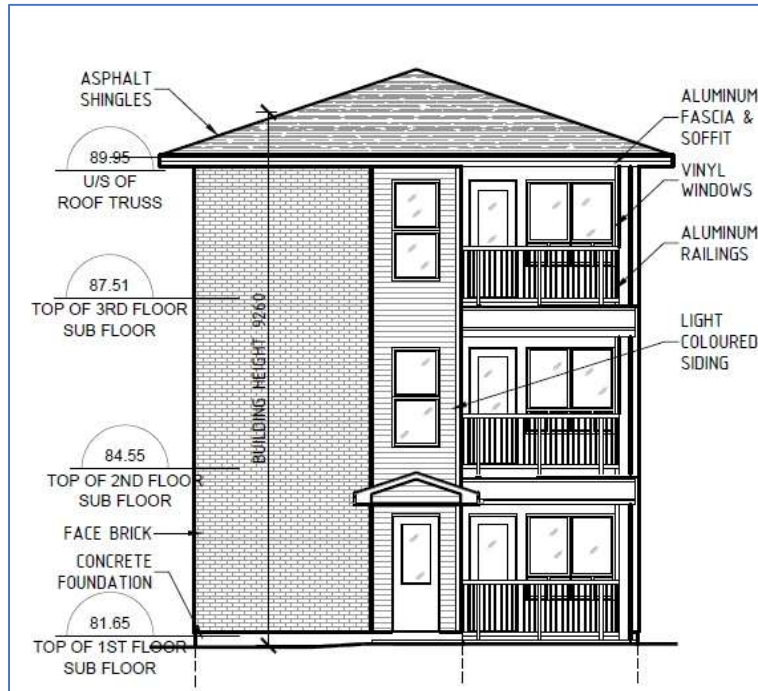 ASPHALT
SHINGLES
89.95
U/S OF
ROOF TRUSS
87.51
TOP OF 3RD FLOOR
SUB FLOOR
84.55
TOP OF 2ND FLOOR
SUB FLOOR
FACE BRICK
CONCRETE
FOUNDATION
81.65
TOP OF 1ST FLOOR
SUB FLOOR
BUILDING HEIGHT 9260
ALUMINUM
FASCIA &
SOFFIT
VINYL
WINDOWS
ALUMINUM
RAILINGS
LIGHT
COLOURED
SIDING